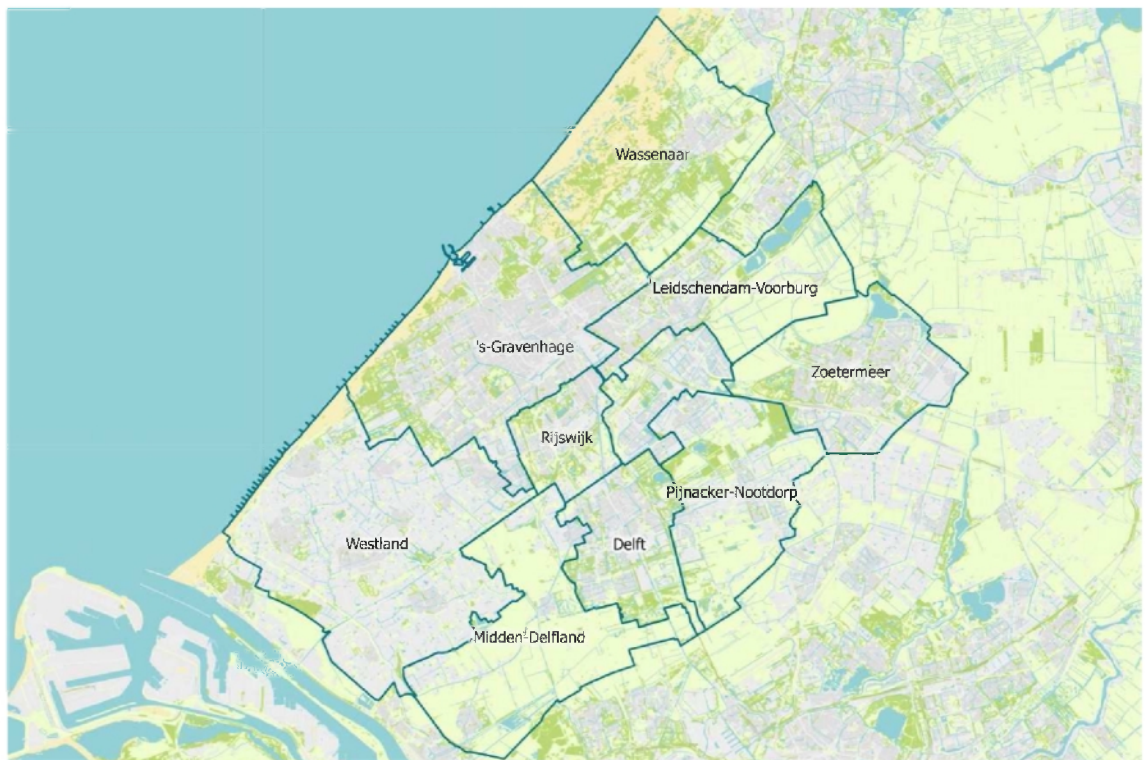 Wassenaar
Leidschendam-Voorburg
's-Gravenhage
Zoetermeer
Rijswijk
Pijnacker-Nootdorp
Westland
Delft
Midden-Delfland